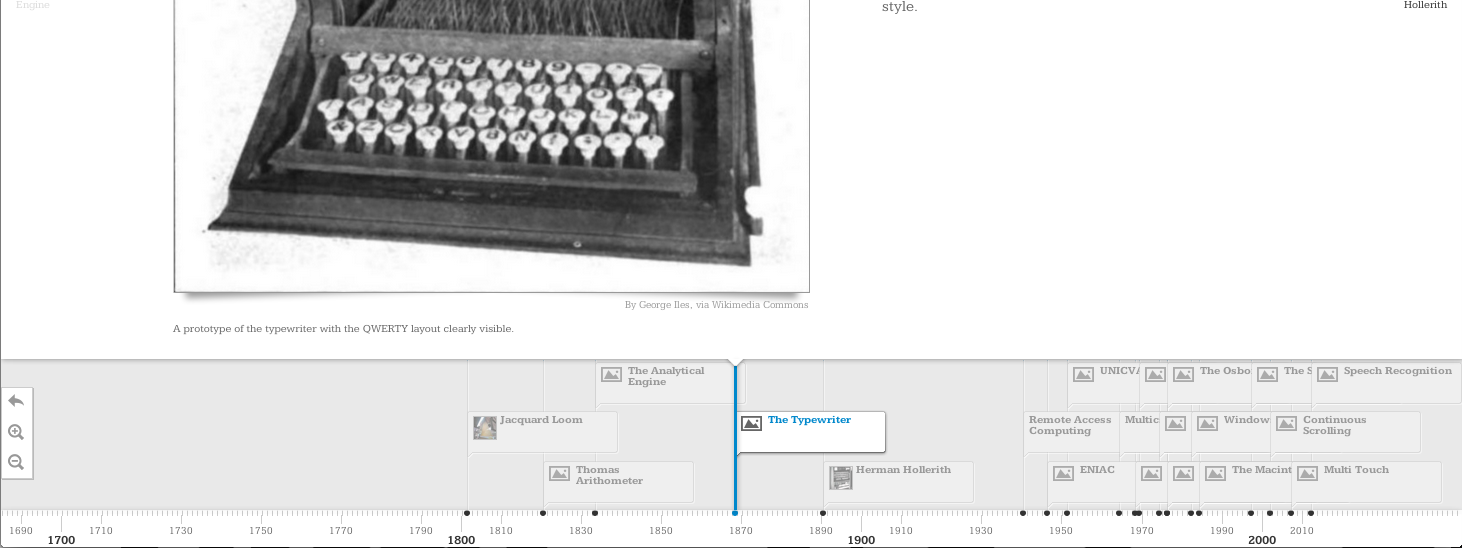 Engine
style.
Hollerith
By George Iles, via Wikimedia Commons
A prototype of the typewriter with the QWERTY layout clearly visible.
The Analytical
Engine
UNICVA
The Osbo
The S
Speech Recognition
Jacquard Loom
The Typewriter
Remote Access
Computing
Multic
Window
Continuous
Scrolling
Thomas
Arithometer
Herman Hollerith
ENIAC
The Macint
Multi Touch
1690 1710 1730 1750 1770 1790 1810 1830 1850 1870 1890 1910 1930 1950 1970 1990 2010
1700 1800 1900 2000